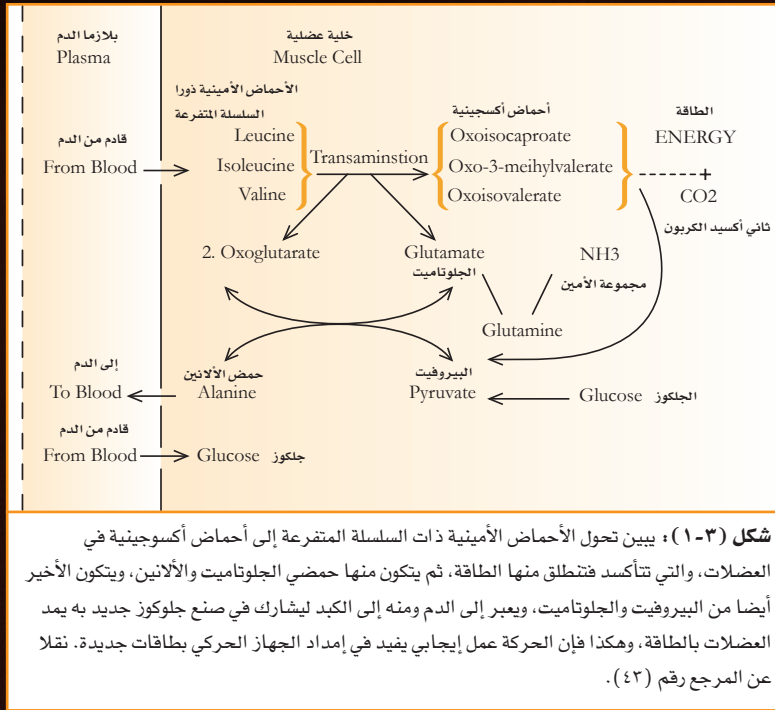 بلازما الدم
Plasma
خلية عضلية
Muscle Cell
الأحماض الأمينية ذورا
السلسلة المتفرعة
Leucine
Isoleucine
Valine
قادم من الدم
From Blood
Transaminstion
أحماض أكسجينية
Oxoisocaproate
Oxo-3-meihylvalerate
Oxoisovalerate
الطاقة
ENERGY
+
CO2
ثاني أكسيد الكربون
2. Oxoglutarate
Glutamate
الجلوتاميت
NH3
مجموعة الأمين
Glutamine
إلى الدم
To Blood
حمض الألانين
Alanine
البيروفيت
Pyruvate
Glucose الجلكوز
قادم من الدم
From Blood
Glucose جلكوز
شكل (٣-١): يبين تحول الأحماض الأمينية ذات السلسلة المتفرعة إلى أحماض أكسوجينية في
العضلات، والتي تتأكسد فتنطلق منها الطاقة، ثم يتكون منها حمضي الجلوتاميت والألانين، ويتكون الأخير
أيضا من البيروفيت والجلوتاميت، ويعبر إلى الدم ومنه إلى الكبد ليشارك في صنع جلوكوز جديد به يمد
العضلات بالطاقة، وهكذا فإن الحركة عمل إيجابي يفيد في إمداد الجهاز الحركي بطاقات جديدة. نقلا
عن المرجع رقم (٤٣).